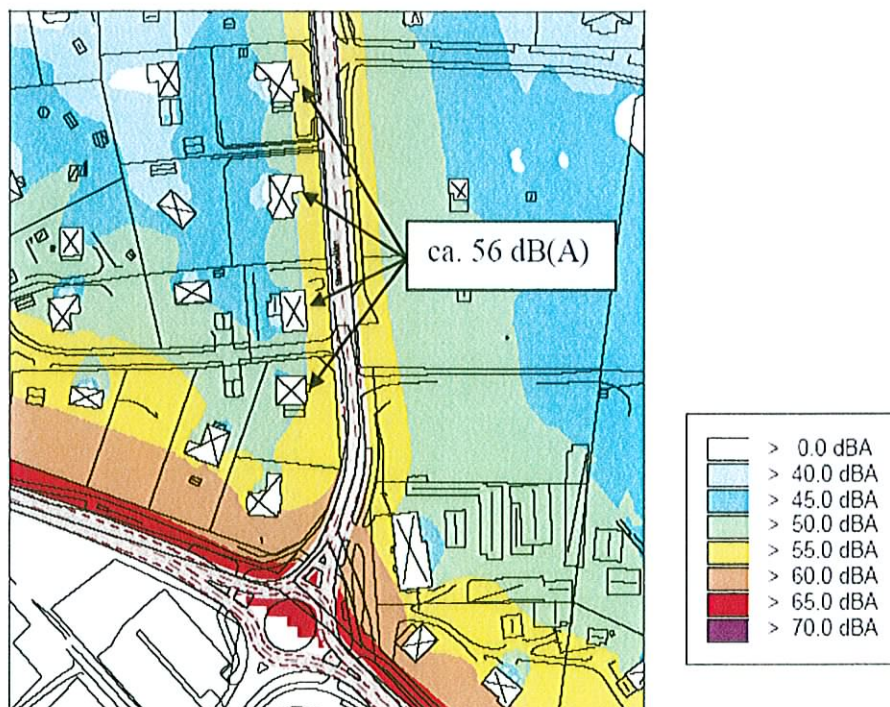 ca. 56 dB(A)
> 0.0 dBA
> 40.0 dBA
> 45.0 dBA
> 50.0 dBA
> 55.0 dBA
> 60.0 dBA
> 65.0 dBA
> 70.0 dBA